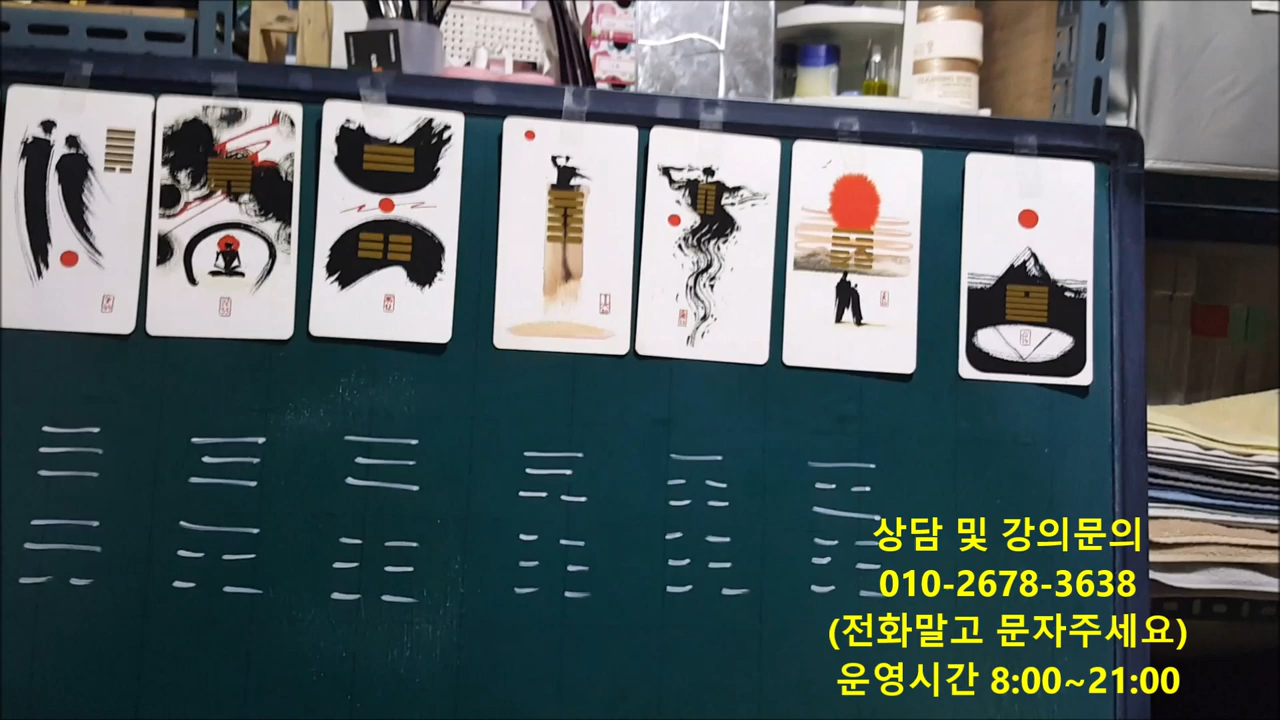 상담 및 강의문의
010-2678-3638
(전화말고 문자주세요)
운영시간 8:00~21:00